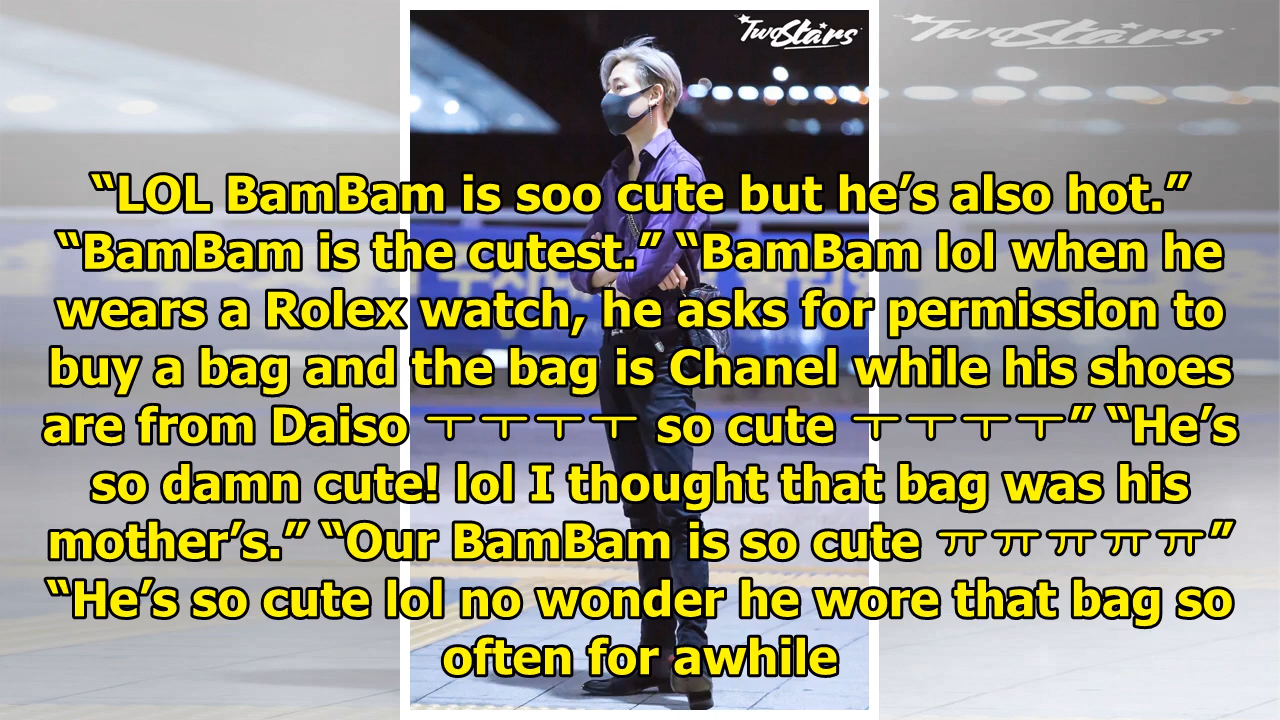 TwoStars
TwoStars
“LOL BamBam is soo cute but he’s also hot.”
“BamBam is the cutest.” “BamBam lol when he
wears a Rolex watch, he asks for permission to
buy a bag and the bag is Chanel while his shoes
are from Daiso ㅜㅜㅜㅜ so cute ㅜㅜㅜㅜ” “He’s
so damn cute! lol I thought that bag was his
mother’s.” “Our BamBam is so cute ㅠㅠㅠㅠㅠ”
“He’s so cute lol no wonder he wore that bag so
often for awhile